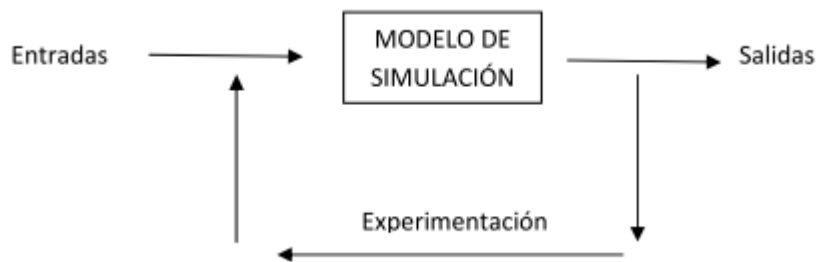 Entradas
MODELO DE
SIMULACIÓN
Salidas
Experimentación